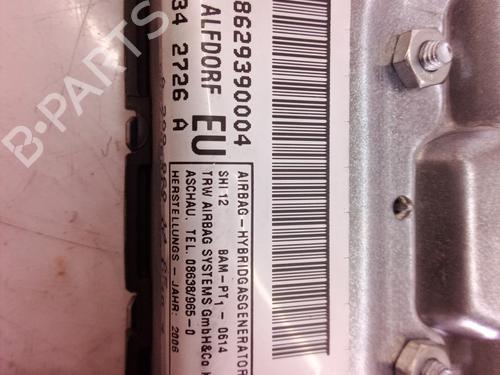 8629390004
ALFDORF EU
34 2726 A
AIRBAG-HYBRIDGASGENERATOR
SHI12 BAM-PT1-0614
TRW AIRBAG SYSTEMS GmbH&Co
ASCHAU, TEL. 08638/965-0
HERSTELLUNGS-JAHR: 2006
B-PARTS